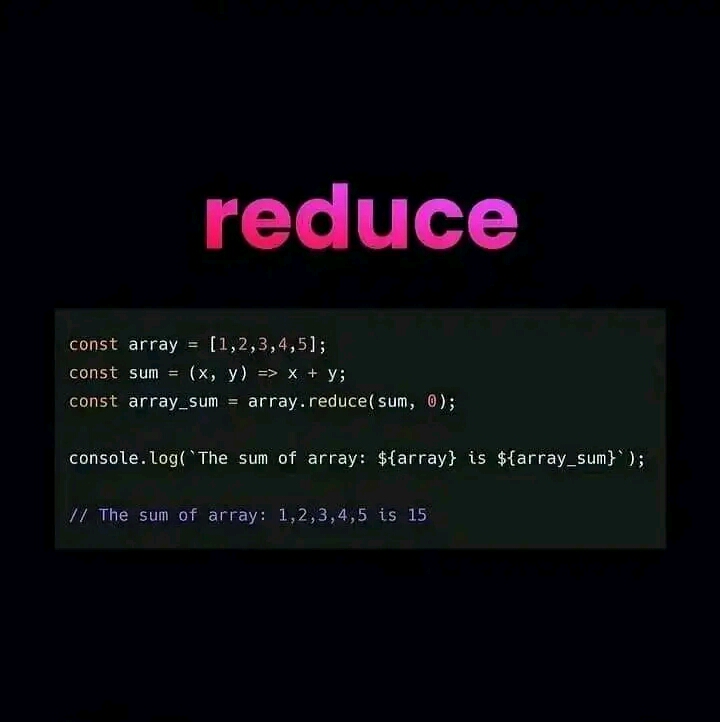 reduce
const array = [1,2,3,4,5];
const sum = (x, y) => x + y;
const array_sum = array.reduce(sum, 0);
console.log(`The sum of array: ${array} is ${array_sum}`);
// The sum of array: 1,2,3,4,5 is 15